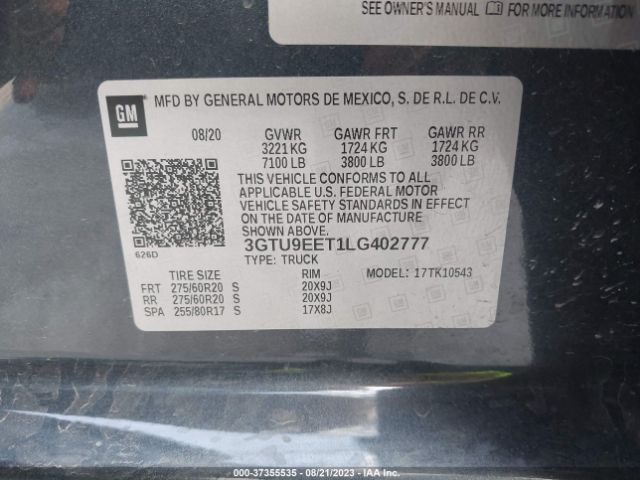 SEE OWNER'S MANUAL FOR MORE INFORMATION
GM
MFD BY GENERAL MOTORS DE MEXICO, S. DE R.L. DE C.V.
08/20 GVWR GAWR FRT GAWR RR
3221 KG 1724 KG 1724 KG
7100 LB 3800 LB 3800 LB
THIS VEHICLE CONFORMS TO ALL
APPLICABLE U.S. FEDERAL MOTOR
VEHICLE SAFETY STANDARDS IN EFFECT
ON THE DATE OF MANUFACTURE
SHOWN ABOVE.
626D
3GTU9EET1LG402777
TYPE: TRUCK
TIRE SIZE RIM MODEL: 17TK10543
FRT 275/60R20 S 20X9J
RR 275/60R20 S 20X9J
SPA 255/80R17 S 17X8J
000-37355535 - 08/21/2023 - IAA Inc.